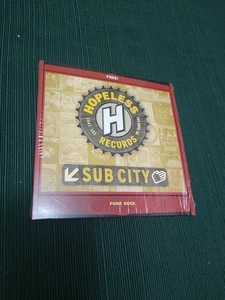 FREE!
HOPELESS
H
RECORDS
SUB CITY
PUNK ROCK